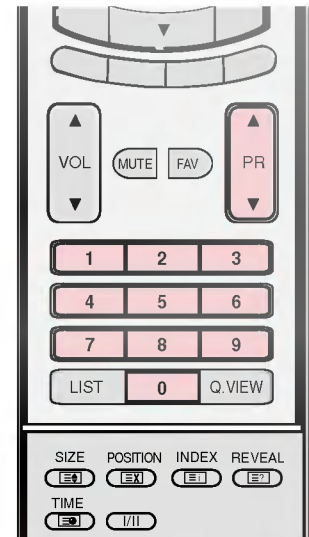 VOL MUTE FAV PR
1 2 3
4 5 6
7 8 9
LIST 0 Q.VIEW
SIZE POSITION INDEX REVEAL
TIME
I/II